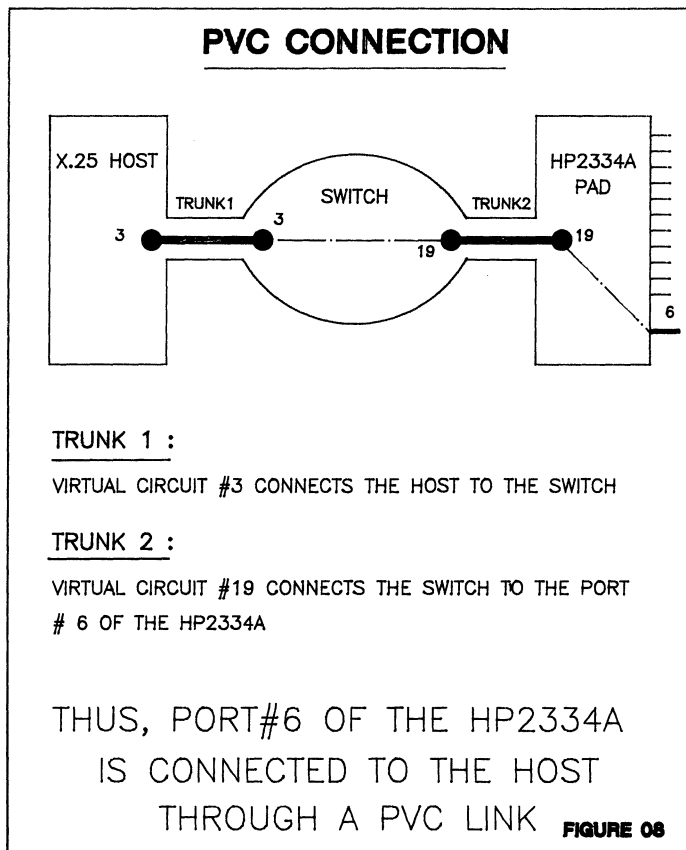 PVC CONNECTION
X.25 HOST
HP2334A
PAD
TRUNK1
SWITCH
TRUNK2
3
3
19
19
6
TRUNK 1 :
VIRTUAL CIRCUIT #3 CONNECTS THE HOST TO THE SWITCH
TRUNK 2 :
VIRTUAL CIRCUIT #19 CONNECTS THE SWITCH TO THE PORT
# 6 OF THE HP2334A
THUS, PORT#6 OF THE HP2334A
IS CONNECTED TO THE HOST
THROUGH A PVC LINK
FIGURE 08